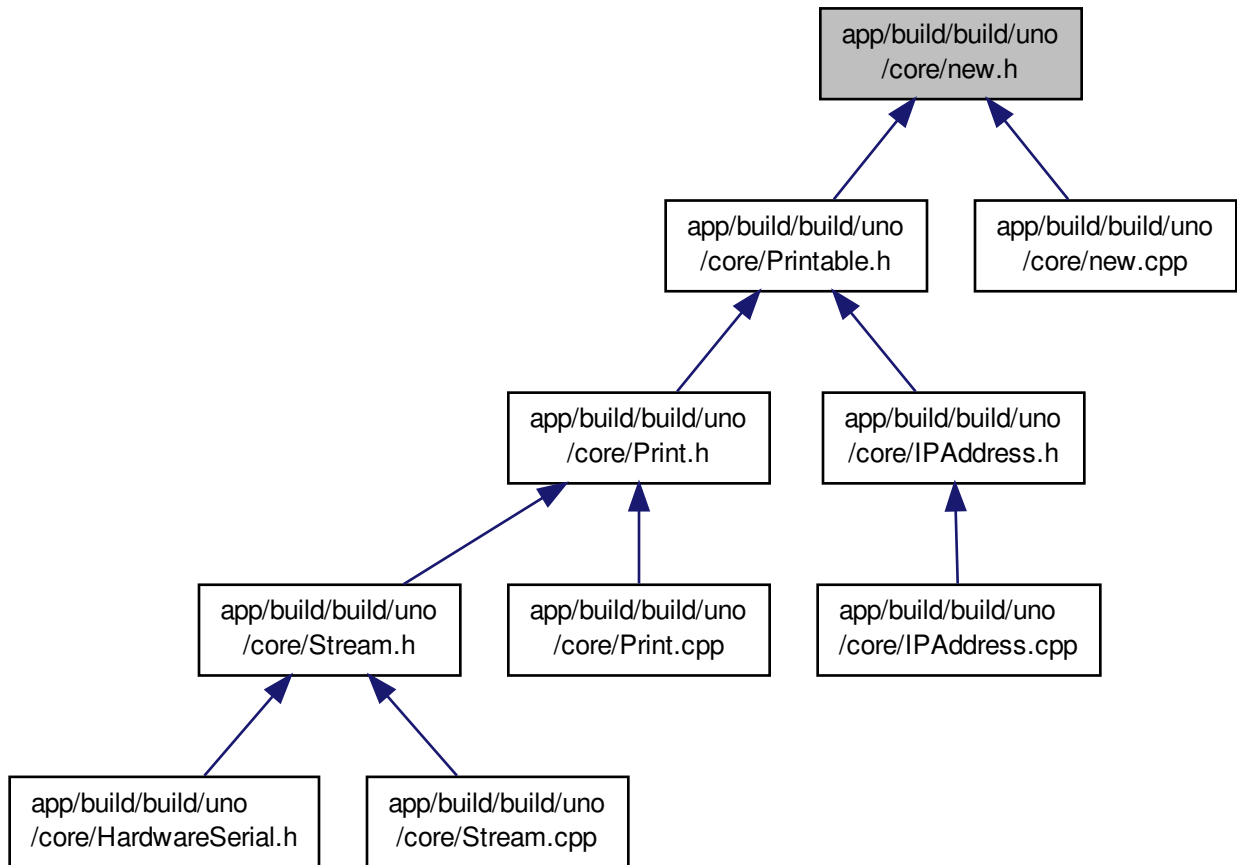 app/build/build/uno
/core/new.h
app/build/build/uno
/core/Printable.h
app/build/build/uno
/core/new.cpp
app/build/build/uno
/core/Print.h
app/build/build/uno
/core/IPAddress.h
app/build/build/uno
/core/Stream.h
app/build/build/uno
/core/Print.cpp
app/build/build/uno
/core/IPAddress.cpp
app/build/build/uno
/core/HardwareSerial.h
app/build/build/uno
/core/Stream.cpp